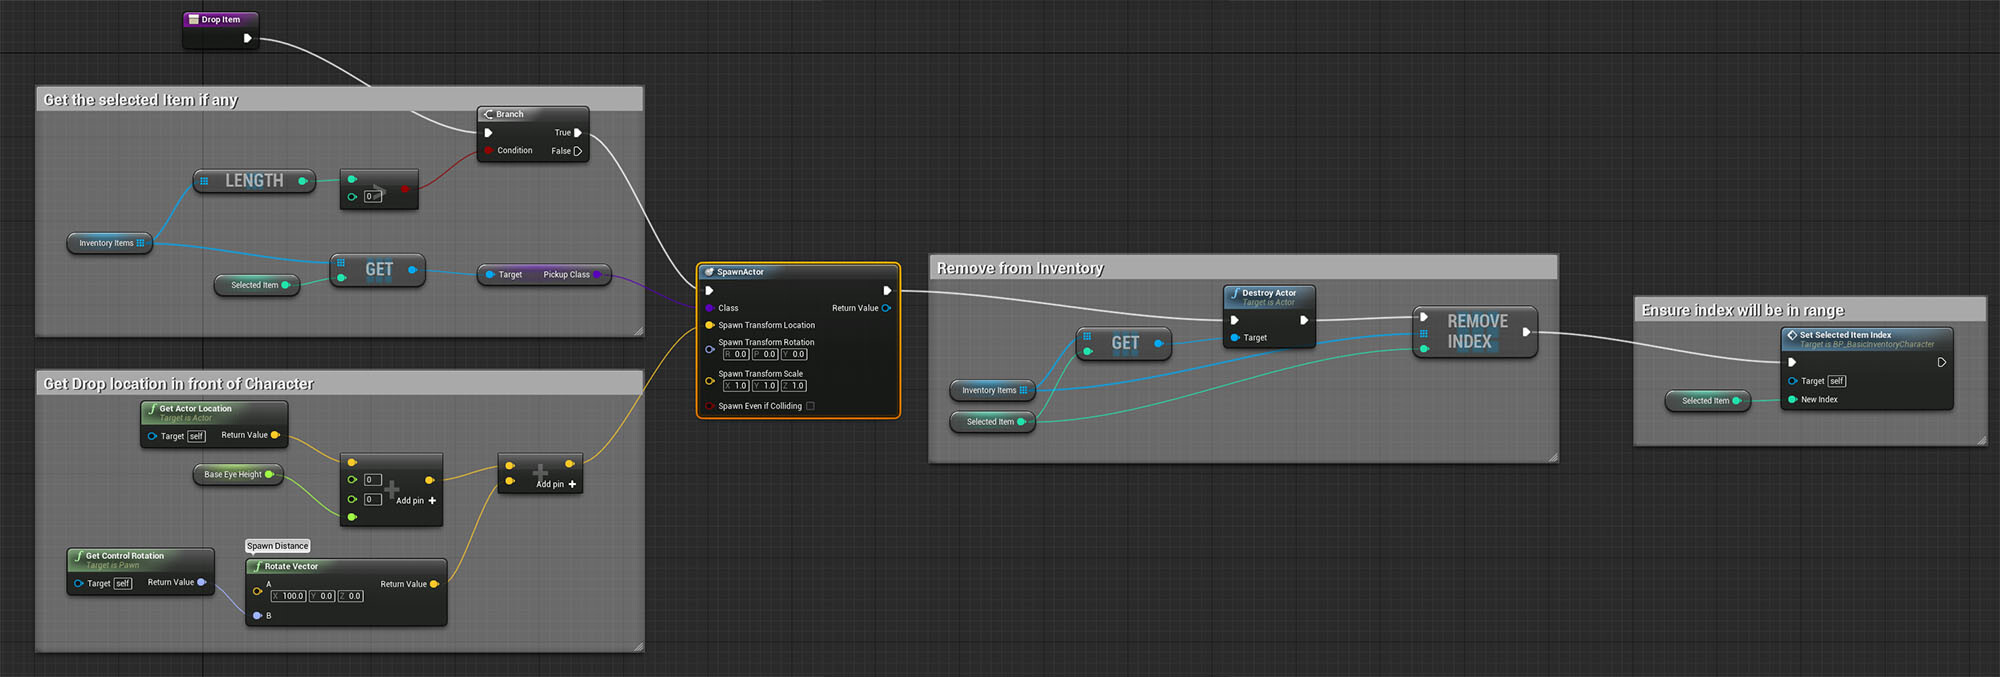 Drop Item
Get the selected Item if any
Branch
True
Condition
False
LENGTH
>
0
Inventory Items
GET
Selected Item
Target
Pickup Class
Get Drop location in front of Character
Get Actor Location
Target is Actor
Target self
Return Value
Base Eye Height
0
0
+
Add pin +
+
Add pin +
Get Control Rotation
Target is Pawn
Target self
Return Value
Spawn Distance
Rotate Vector
A
X 100.0 Y 0.0 Z 0.0
Return Value
B
SpawnActor
Class
Return Value
Spawn Transform Location
Spawn Transform Rotation
R 0.0 P 0.0 Y 0.0
Spawn Transform Scale
X 1.0 Y 1.0 Z 1.0
Spawn Even if Colliding
Remove from Inventory
Destroy Actor
Target is Actor
Target
GET
Inventory Items
Selected Item
REMOVE
INDEX
Ensure index will be in range
Set Selected Item Index
Target is BP_BasicInventoryCharacter
Target self
New Index
Selected Item